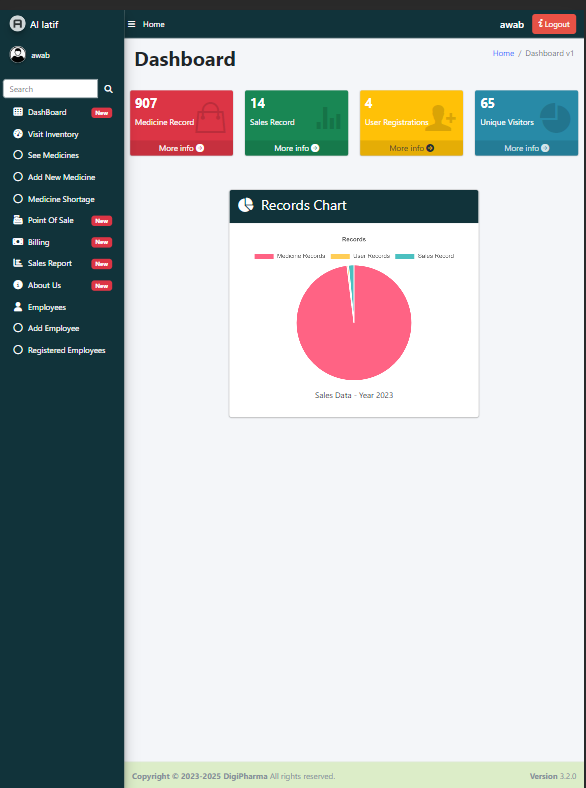 Al latif
Home
awab
Logout
awab
Search
DashBoard New
Visit Inventory
See Medicines
Add New Medicine
Medicine Shortage
Point Of Sale New
Billing New
Sales Report New
About Us New
Employees
Add Employee
Registered Employees
Dashboard
Home / Dashboard v1
907
Medicine Record
More info
14
Sales Record
More info
4
User Registrations
More info
65
Unique Visitors
More info
Records Chart
Records
Medicine Records User Records Sales Record
Sales Data - Year 2023
Copyright © 2023-2025 DigiPharma All rights reserved.
Version 3.2.0